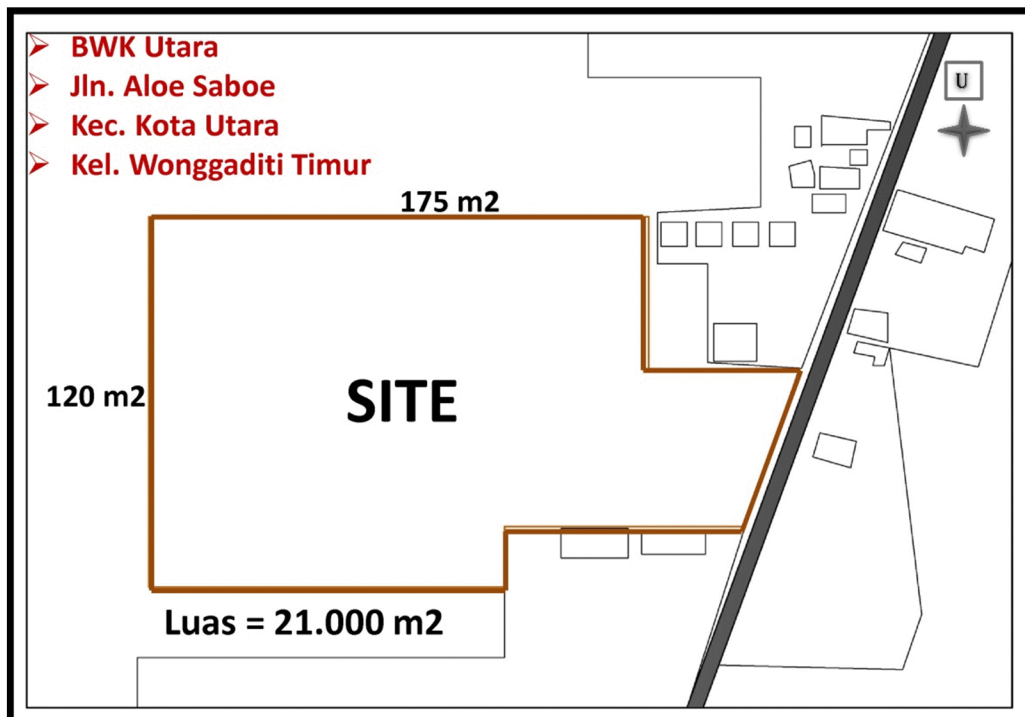 BWK Utara
Jln. Aloe Saboe
Kec. Kota Utara
Kel. Wonggaditi Timur
U
175 m2
120 m2
SITE
Luas = 21.000 m2